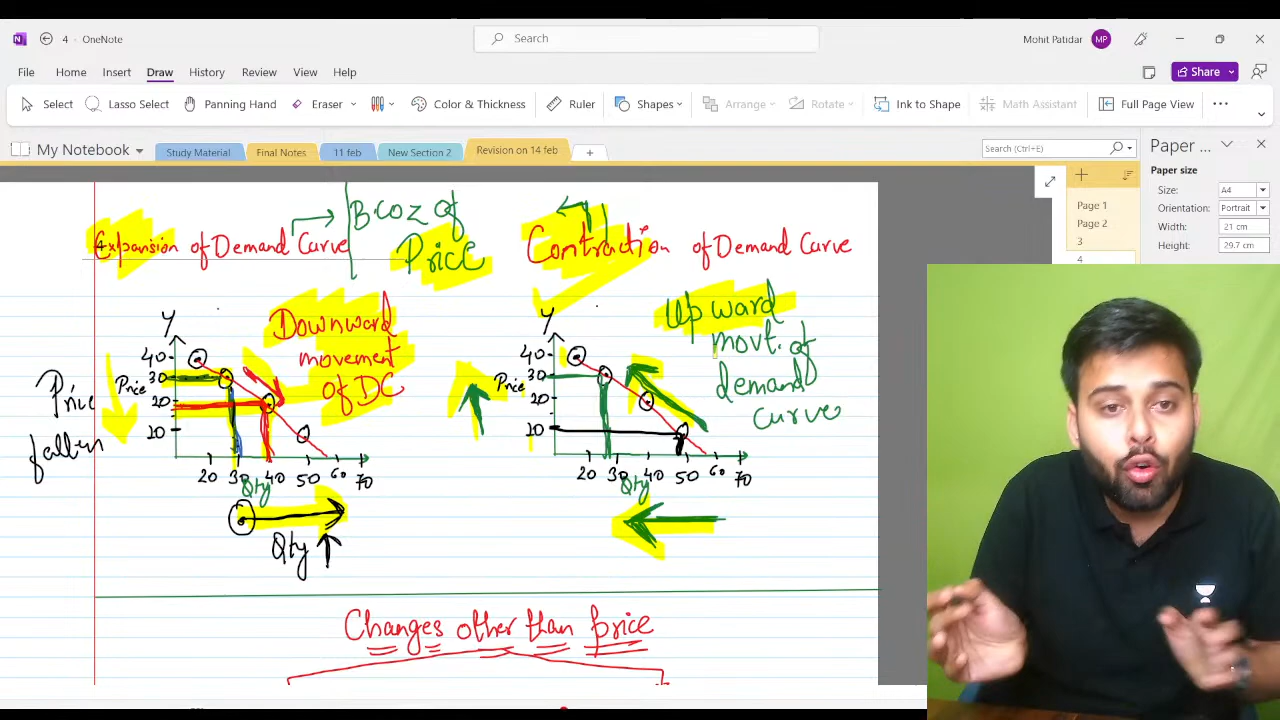 4 - OneNote
Search
Mohit Patidar
MP
File Home Insert Draw History Review View Help
Share
Select Lasso Select Panning Hand Eraser Color & Thickness Ruler Shapes Arrange Rotate Ink to Shape Math Assistant Full Page View
My Notebook
Study Material Final Notes 11 feb New Section 2 Revision on 14 feb
Search (Ctrl+E)
Paper ...
Paper size
Size: A4
Orientation: Portrait
Width: 21 cm
Height: 29.7 cm
Page 1
Page 2
3
4
B'coz of
Price
Expansion of Demand Curve
Contraction of Demand Curve
Y
40
30
20
10
Price
20 30 40 50 60 70
Qty
Downward
movement
of DC
Price
fallen
Qty
Y
40
30
20
10
Price
20 30 40 50 60 70
Qty
Upward
movt. of
demand
curve
Changes other than price